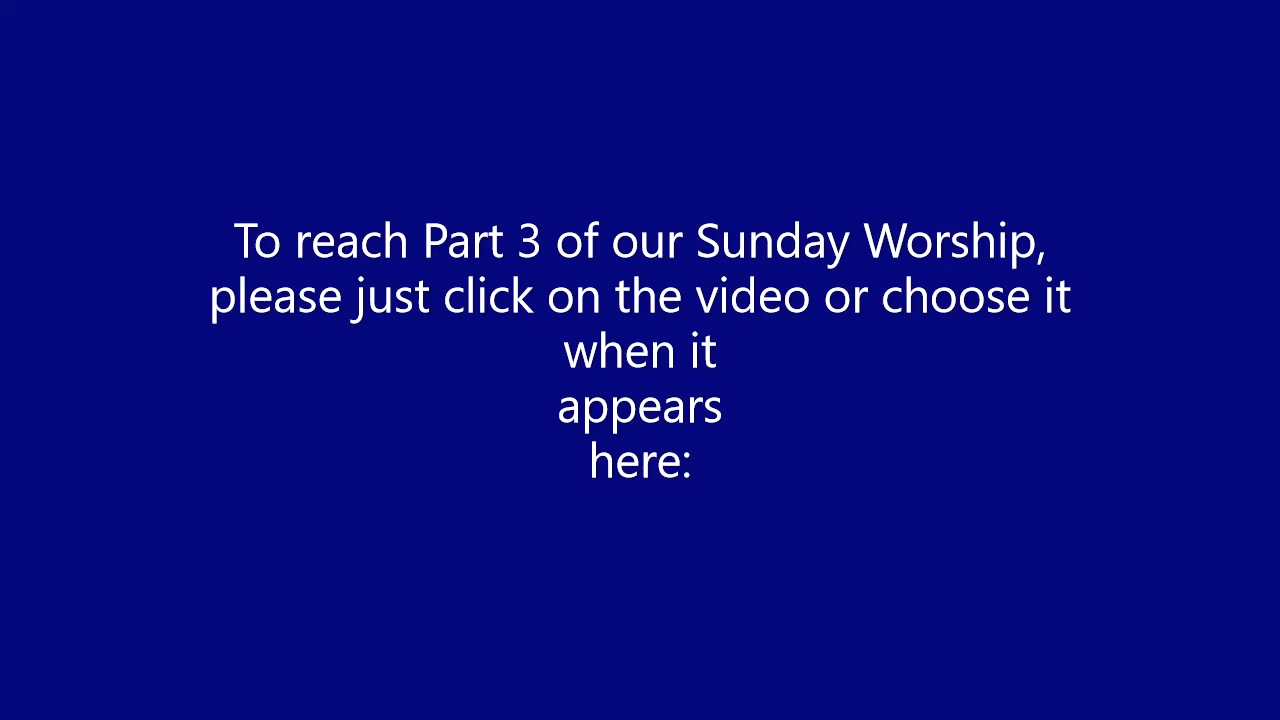 To reach Part 3 of our Sunday Worship,
please just click on the video or choose it
when it
appears
here: